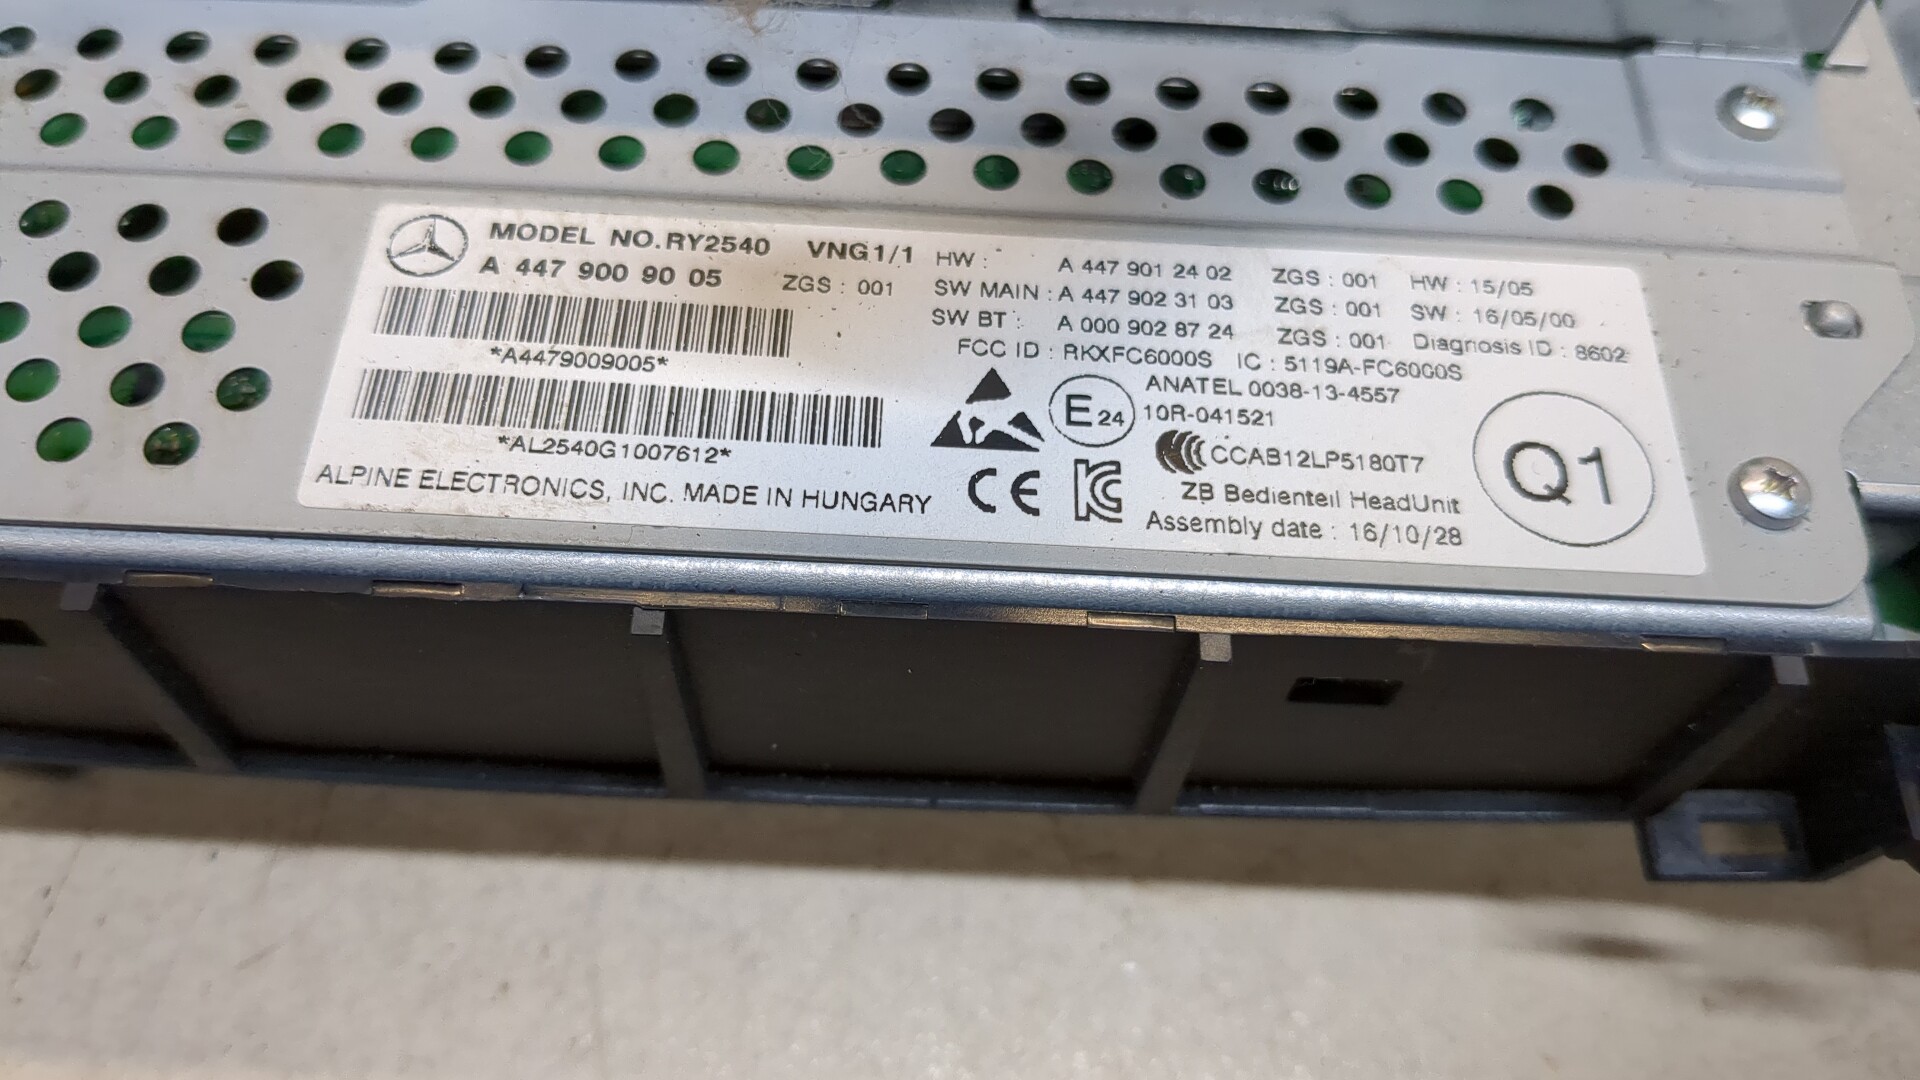 MODEL NO.RY2540 VNG1/1
A 447 900 90 05 ZGS : 001
*A4479009005*
*AL2540G1007612*
ALPINE ELECTRONICS, INC. MADE IN HUNGARY
HW : A 447 901 24 02 ZGS : 001 HW : 15/05
SW MAIN : A 447 902 31 03 ZGS : 001 SW : 16/05/00
SW BT : A 000 902 87 24 ZGS : 001 Diagnosis ID : 8602
FCC ID : RKXFC6000S IC : 5119A-FC6000S
ANATEL 0038-13-4557
E24 10R-041521
CCAB12LP5180T7
CE
ZB Bedienteil HeadUnit
Assembly date : 16/10/28
Q1